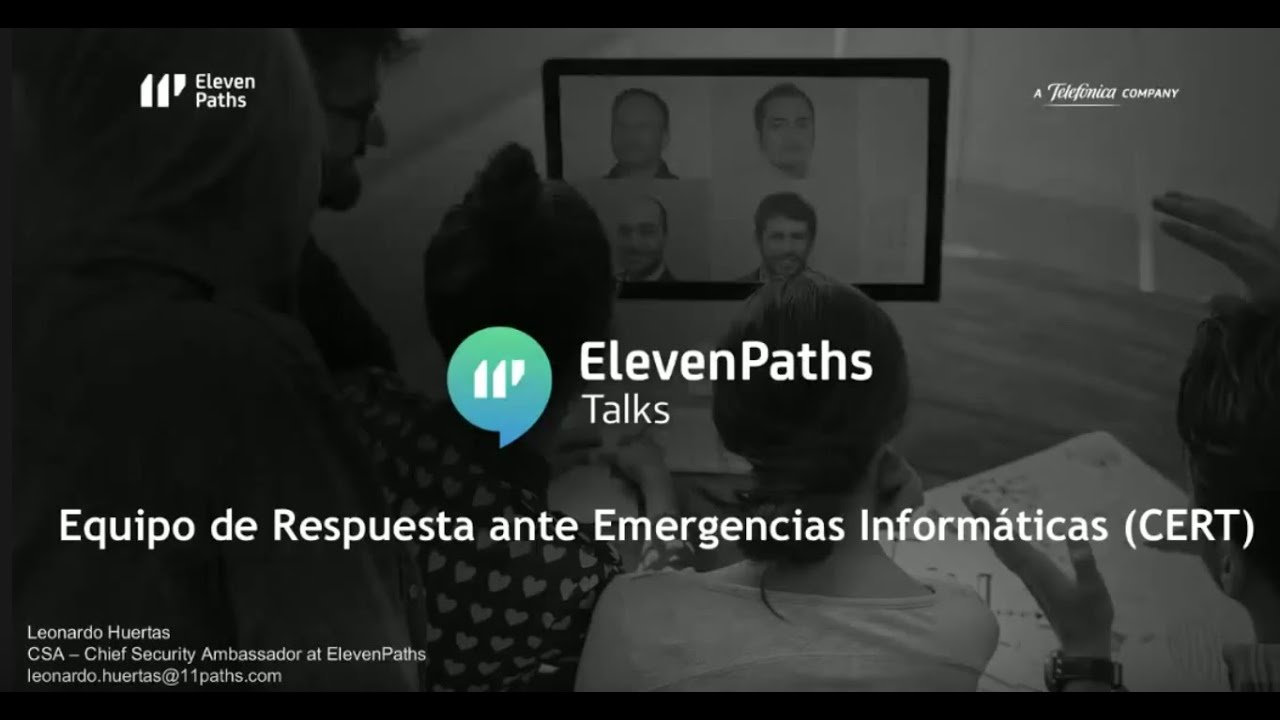 Eleven
Paths
A Telefónica COMPANY
ElevenPaths
Talks
Equipo de Respuesta ante Emergencias Informáticas (CERT)
Leonardo Huertas
CSA – Chief Security Ambassador at ElevenPaths
leonardo.huertas@11paths.com